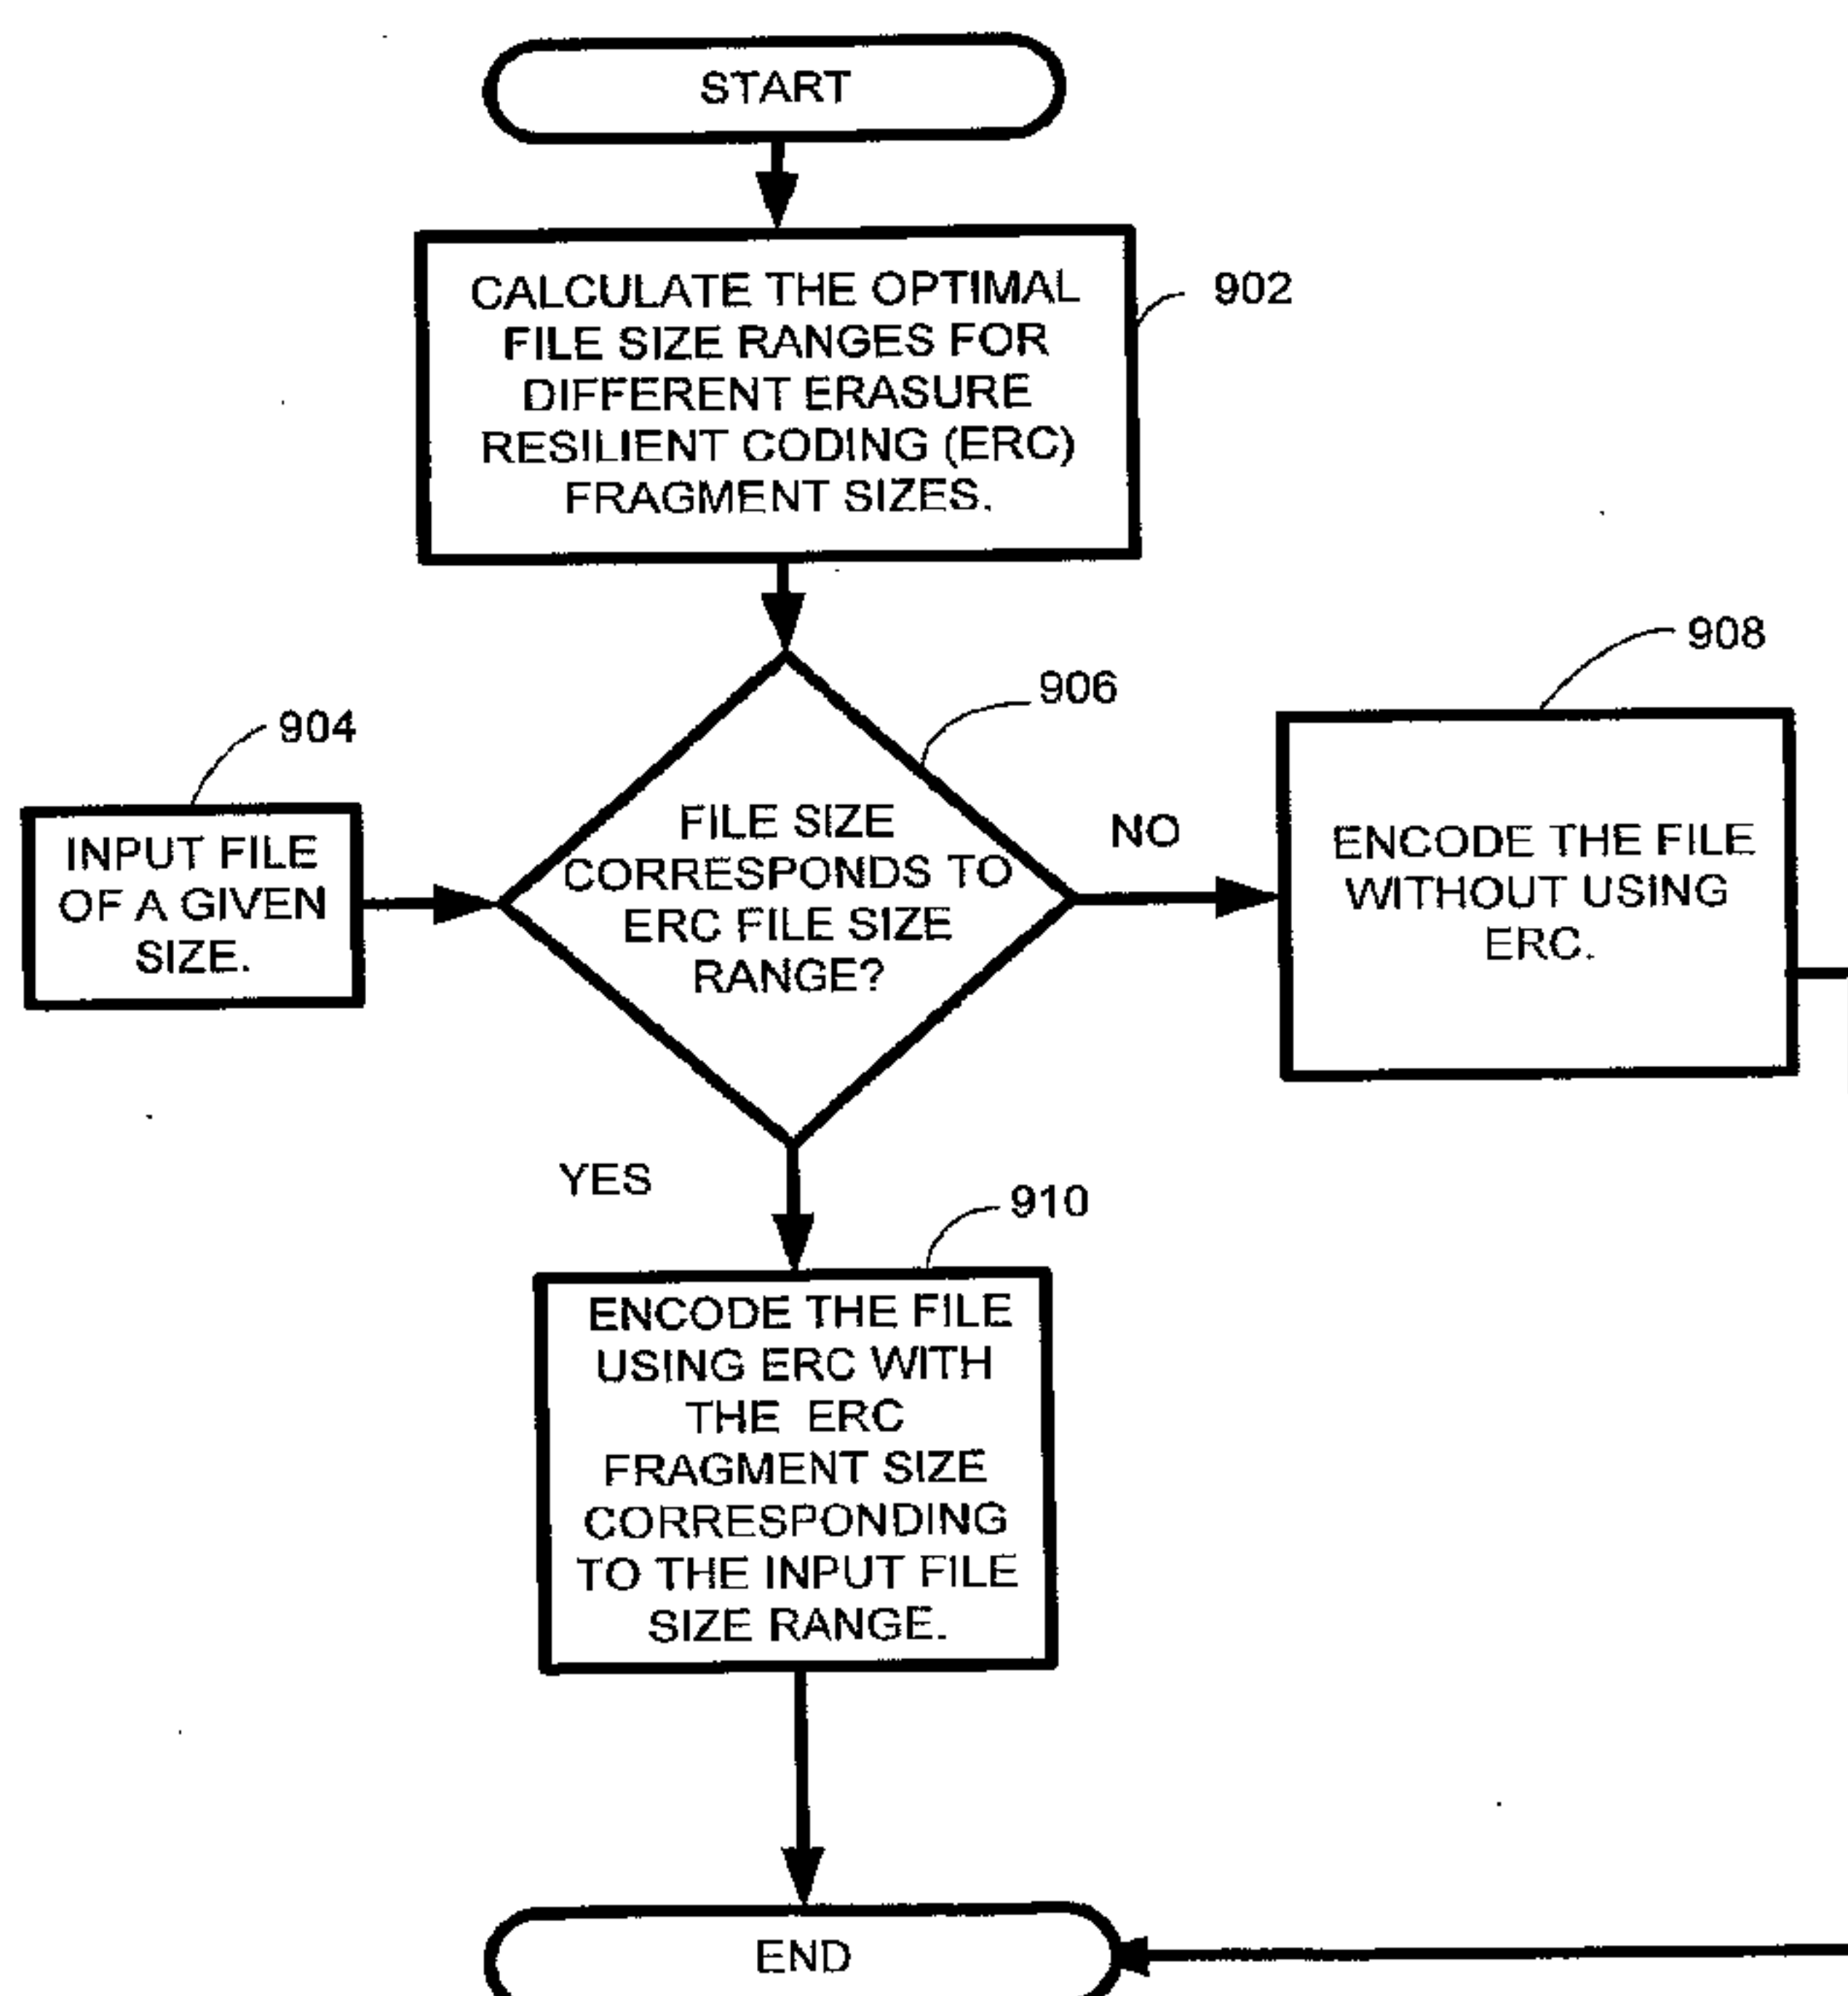 START
CALCULATE THE OPTIMAL
FILE SIZE RANGES FOR
DIFFERENT ERASURE
RESILIENT CODING (ERC)
FRAGMENT SIZES.
902
904
INPUT FILE
OF A GIVEN
SIZE.
906
FILE SIZE
CORRESPONDS TO
ERC FILE SIZE
RANGE?
NO
908
ENCODE THE FILE
WITHOUT USING
ERC.
YES
910
ENCODE THE FILE
USING ERC WITH
THE ERC
FRAGMENT SIZE
CORRESPONDING
TO THE INPUT FILE
SIZE RANGE.
END